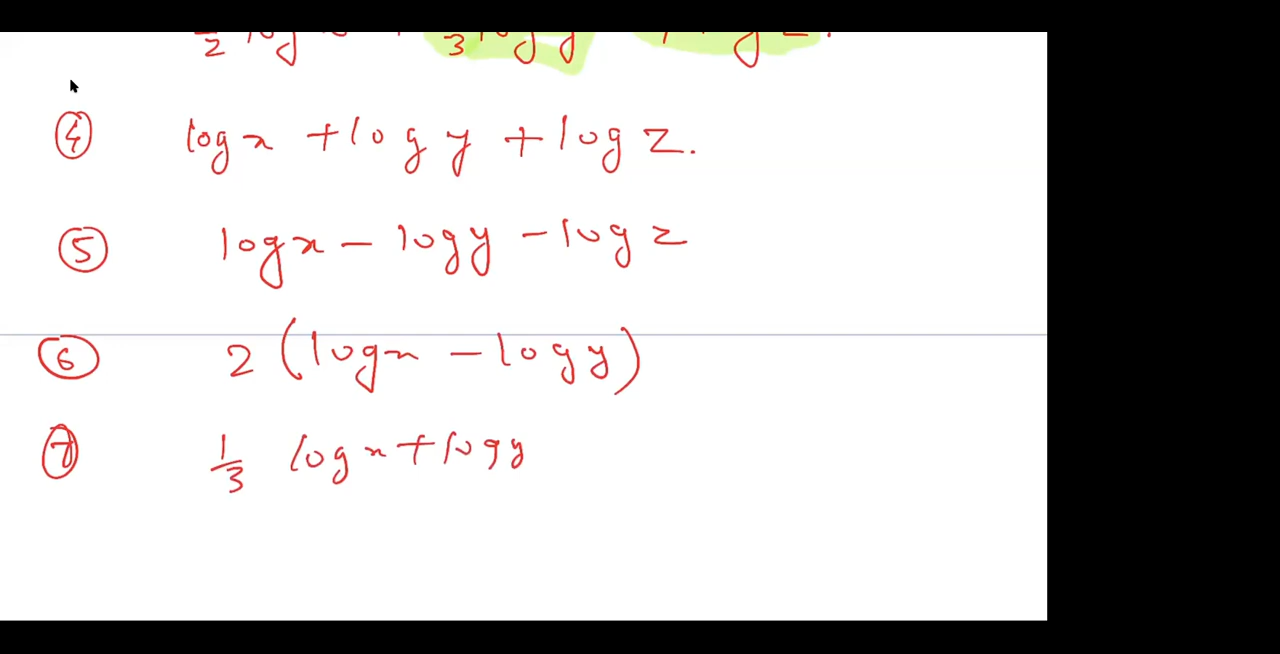 ④ log x + log y + log z.
⑤ log x - log y - log z
⑥ 2 (log x - log y)
⑦ 1/3 log x + log y